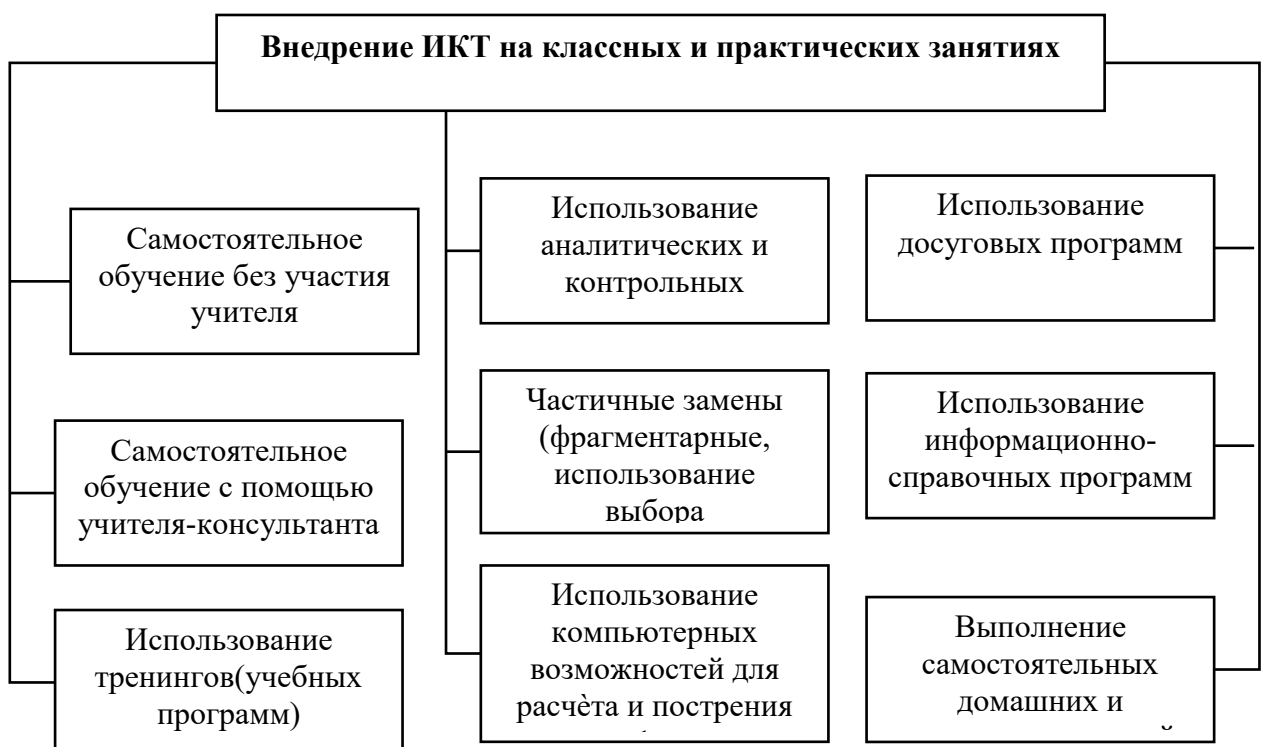 Внедрение ИКТ на классных и практических занятиях
Самостоятельное
обучение без участия
учителя
Самостоятельное
обучение с помощью
учителя-консультанта
Использование
тренингов(учебных
программ)
Использование
аналитических и
контрольных
Частичные замены
(фрагментарные,
использование
выбора
Использование
компьютерных
возможностей для
расчѐта и пострения
Использование
досуговых программ
Использование
информационно-
справочных программ
Выполнение
самостоятельных
домашних и